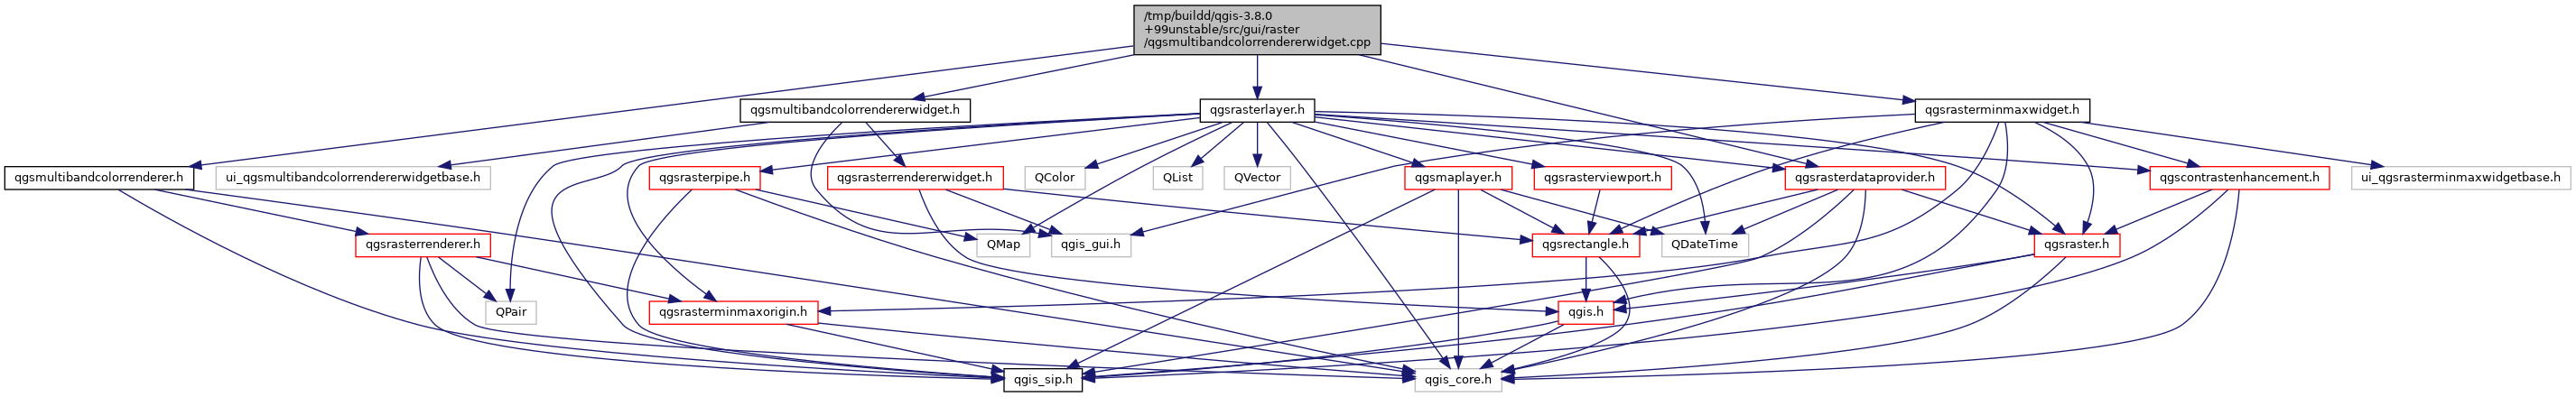 /tmp/buildd/qgis-3.8.0
+99unstable/src/gui/raster
/qgsmultibandcolorrendererwidget.cpp
qgsmultibandcolorrendererwidget.h
qgsrasterlayer.h
qgsrasterminmaxwidget.h
qgsmultibandcolorrenderer.h
ui_qgsmultibandcolorrendererwidgetbase.h
qgsrasterpipe.h
qgsrasterrendererwidget.h
QColor
QList
QVector
qgsmaplayer.h
qgsrasterviewport.h
qgsrasterdataprovider.h
qgscontrastenhancement.h
ui_qgsrasterminmaxwidgetbase.h
qgsrasterrenderer.h
QMap
qgis_gui.h
qgsrectangle.h
QDateTime
qgsraster.h
QPair
qgsrasterminmaxorigin.h
qgis.h
qgis_sip.h
qgis_core.h